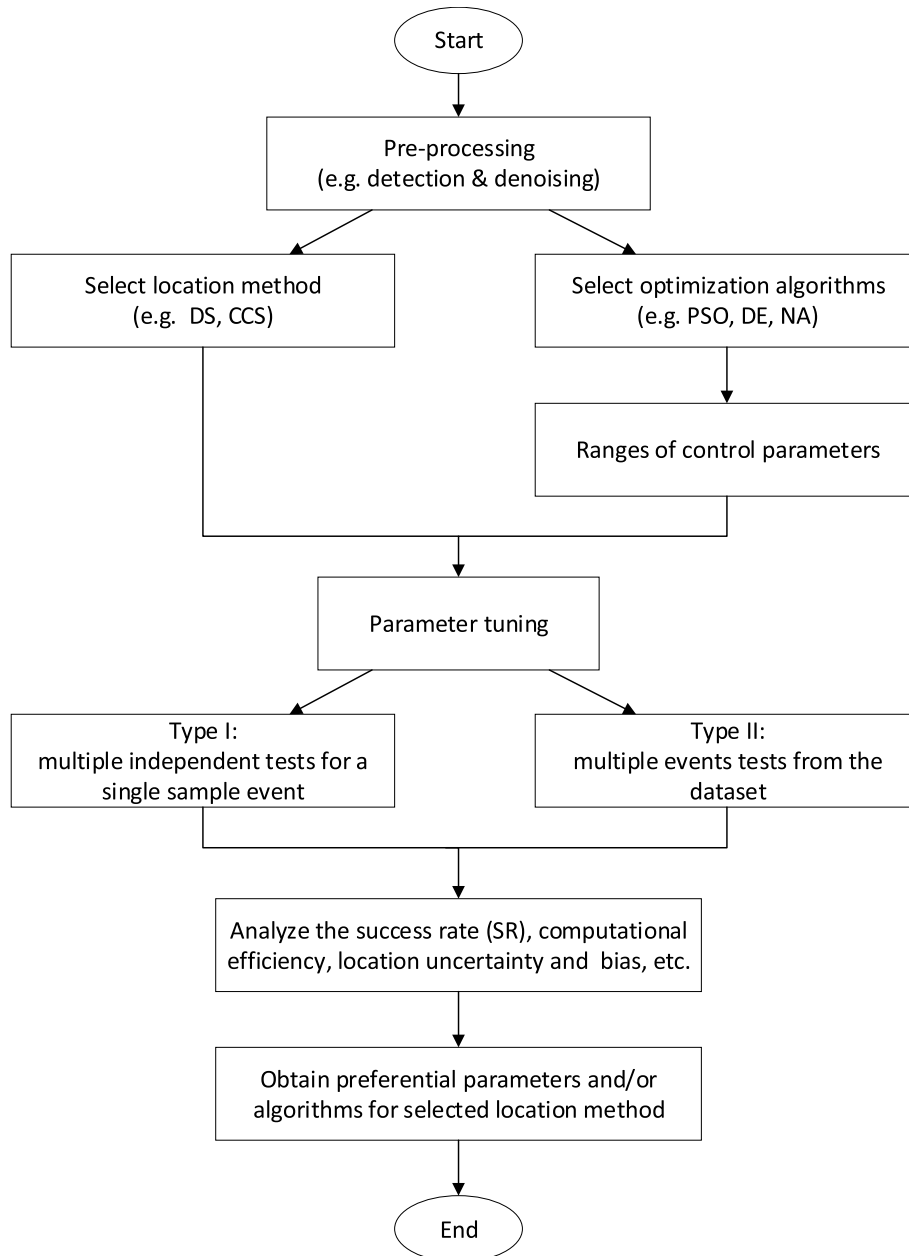 Start
Pre-processing
(e.g. detection & denoising)
Select location method
(e.g. DS, CCS)
Select optimization algorithms
(e.g. PSO, DE, NA)
Ranges of control parameters
Parameter tuning
Type I:
multiple independent tests for a
single sample event
Type II:
multiple events tests from the
dataset
Analyze the success rate (SR), computational
efficiency, location uncertainty and bias, etc.
Obtain preferential parameters and/or
algorithms for selected location method
End